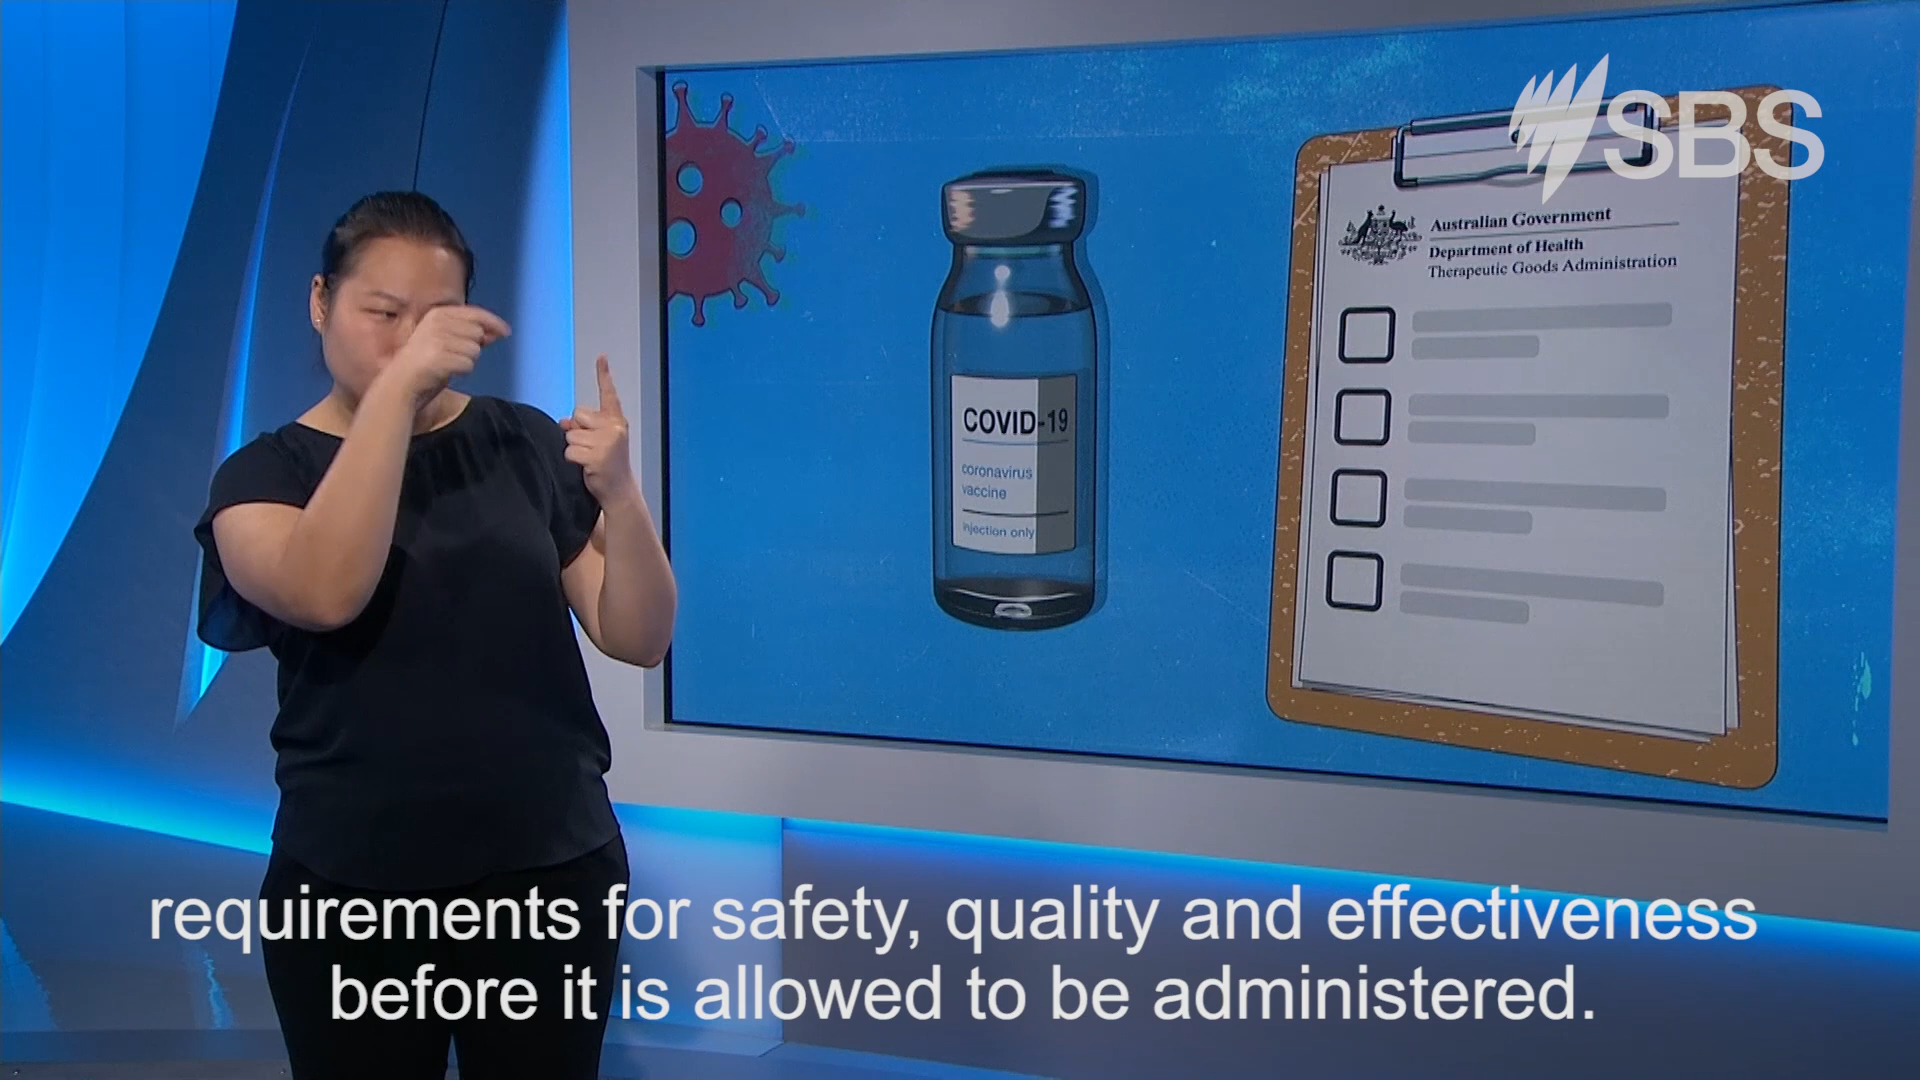 SBS
Australian Government
Department of Health
Therapeutic Goods Administration
COVID-19
coronavirus
vaccine
injection only
requirements for safety, quality and effectiveness
before it is allowed to be administered.